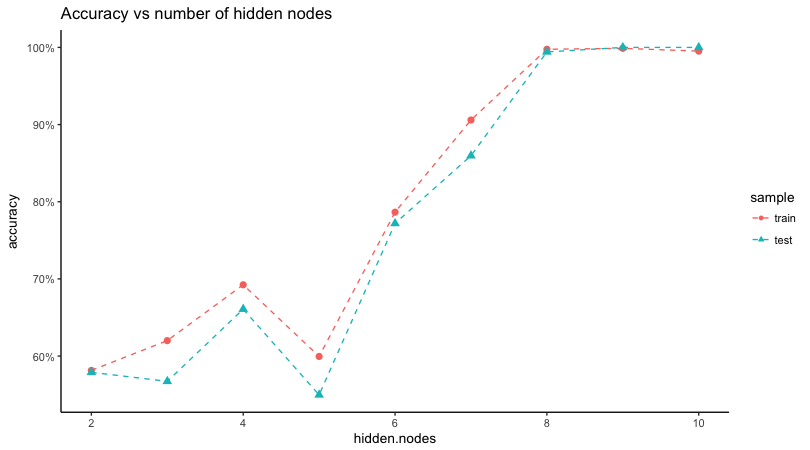 Accuracy vs number of hidden nodes
100%
90%
80%
70%
60%
accuracy
2
4
6
8
10
hidden.nodes
sample
train
test